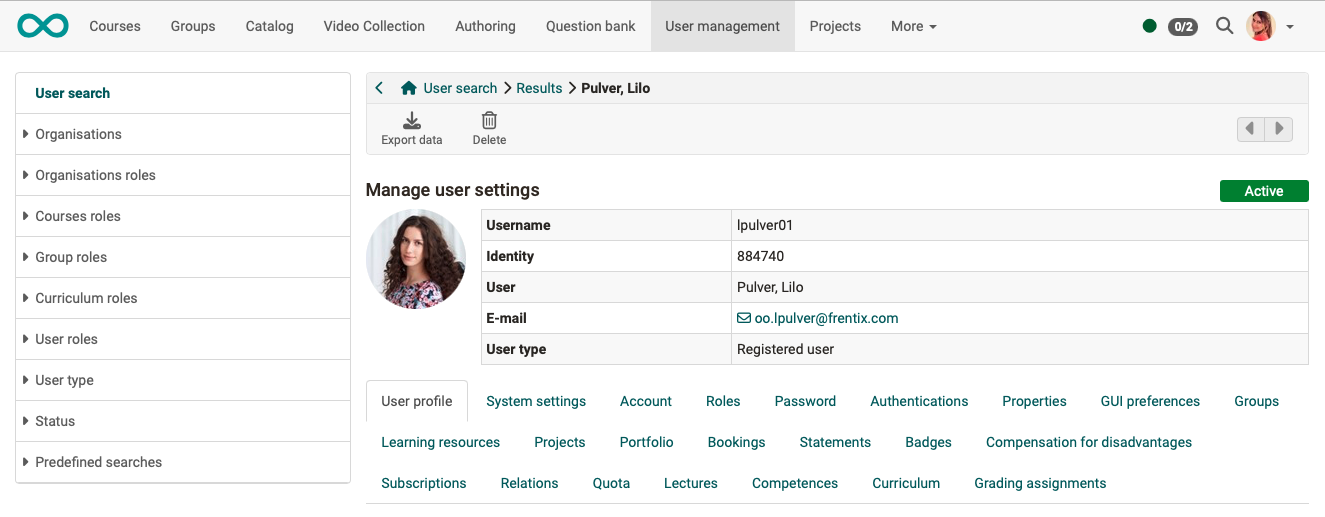 Courses Groups Catalog Video Collection Authoring Question bank User management Projects More 0/2
User search
Organisations
Organisations roles
Courses roles
Group roles
Curriculum roles
User roles
User type
Status
Predefined searches
User search Results Pulver, Lilo
Export data Delete
Manage user settings Active
Username lpulver01
Identity 884740
User Pulver, Lilo
E-mail oo.lpulver@frentix.com
User type Registered user
User profile System settings Account Roles Password Authentications Properties GUI preferences Groups
Learning resources Projects Portfolio Bookings Statements Badges Compensation for disadvantages
Subscriptions Relations Quota Lectures Competences Curriculum Grading assignments